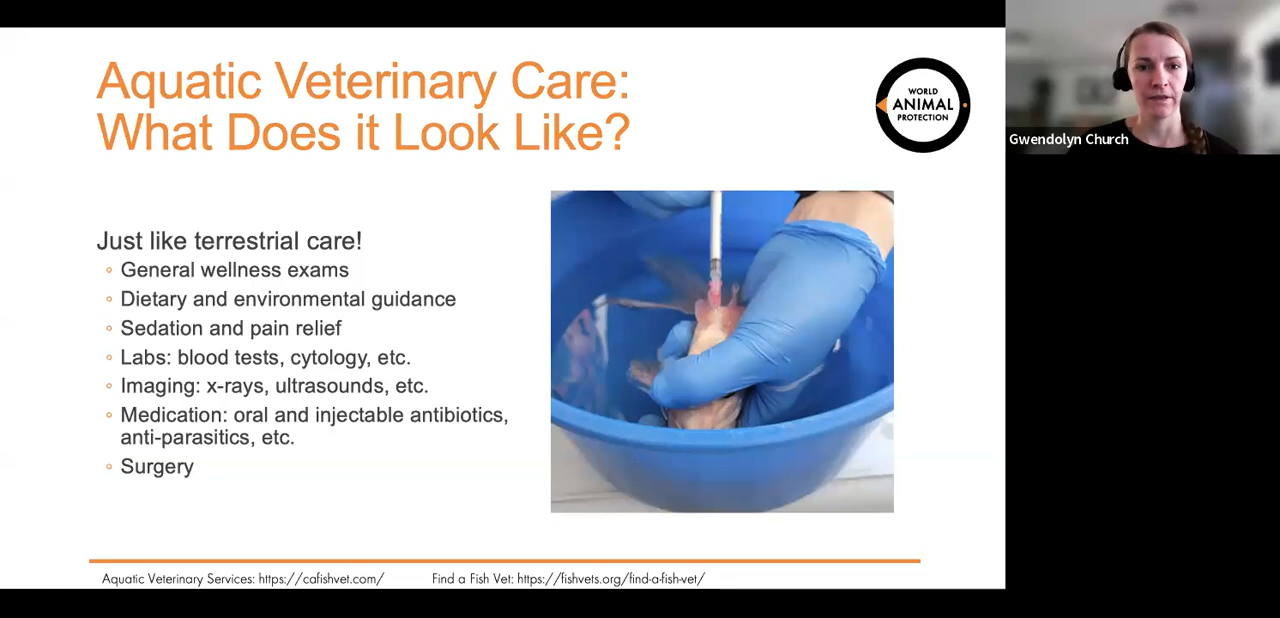 Aquatic Veterinary Care:
What Does it Look Like?
WORLD
ANIMAL
PROTECTION
Gwendolyn Church
Just like terrestrial care!
◦ General wellness exams
◦ Dietary and environmental guidance
◦ Sedation and pain relief
◦ Labs: blood tests, cytology, etc.
◦ Imaging: x-rays, ultrasounds, etc.
◦ Medication: oral and injectable antibiotics,
anti-parasitics, etc.
◦ Surgery
Aquatic Veterinary Services: https://cafishvet.com/
Find a Fish Vet: https://fishvets.org/find-a-fish-vet/